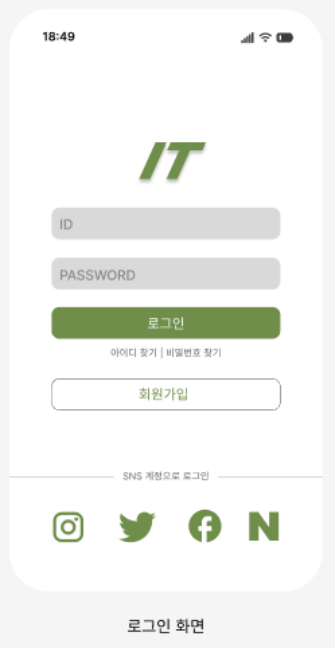 18:49
IT
ID
PASSWORD
로그인
아이디 찾기 | 비밀번호 찾기
회원가입
SNS 계정으로 로그인
N
로그인 화면